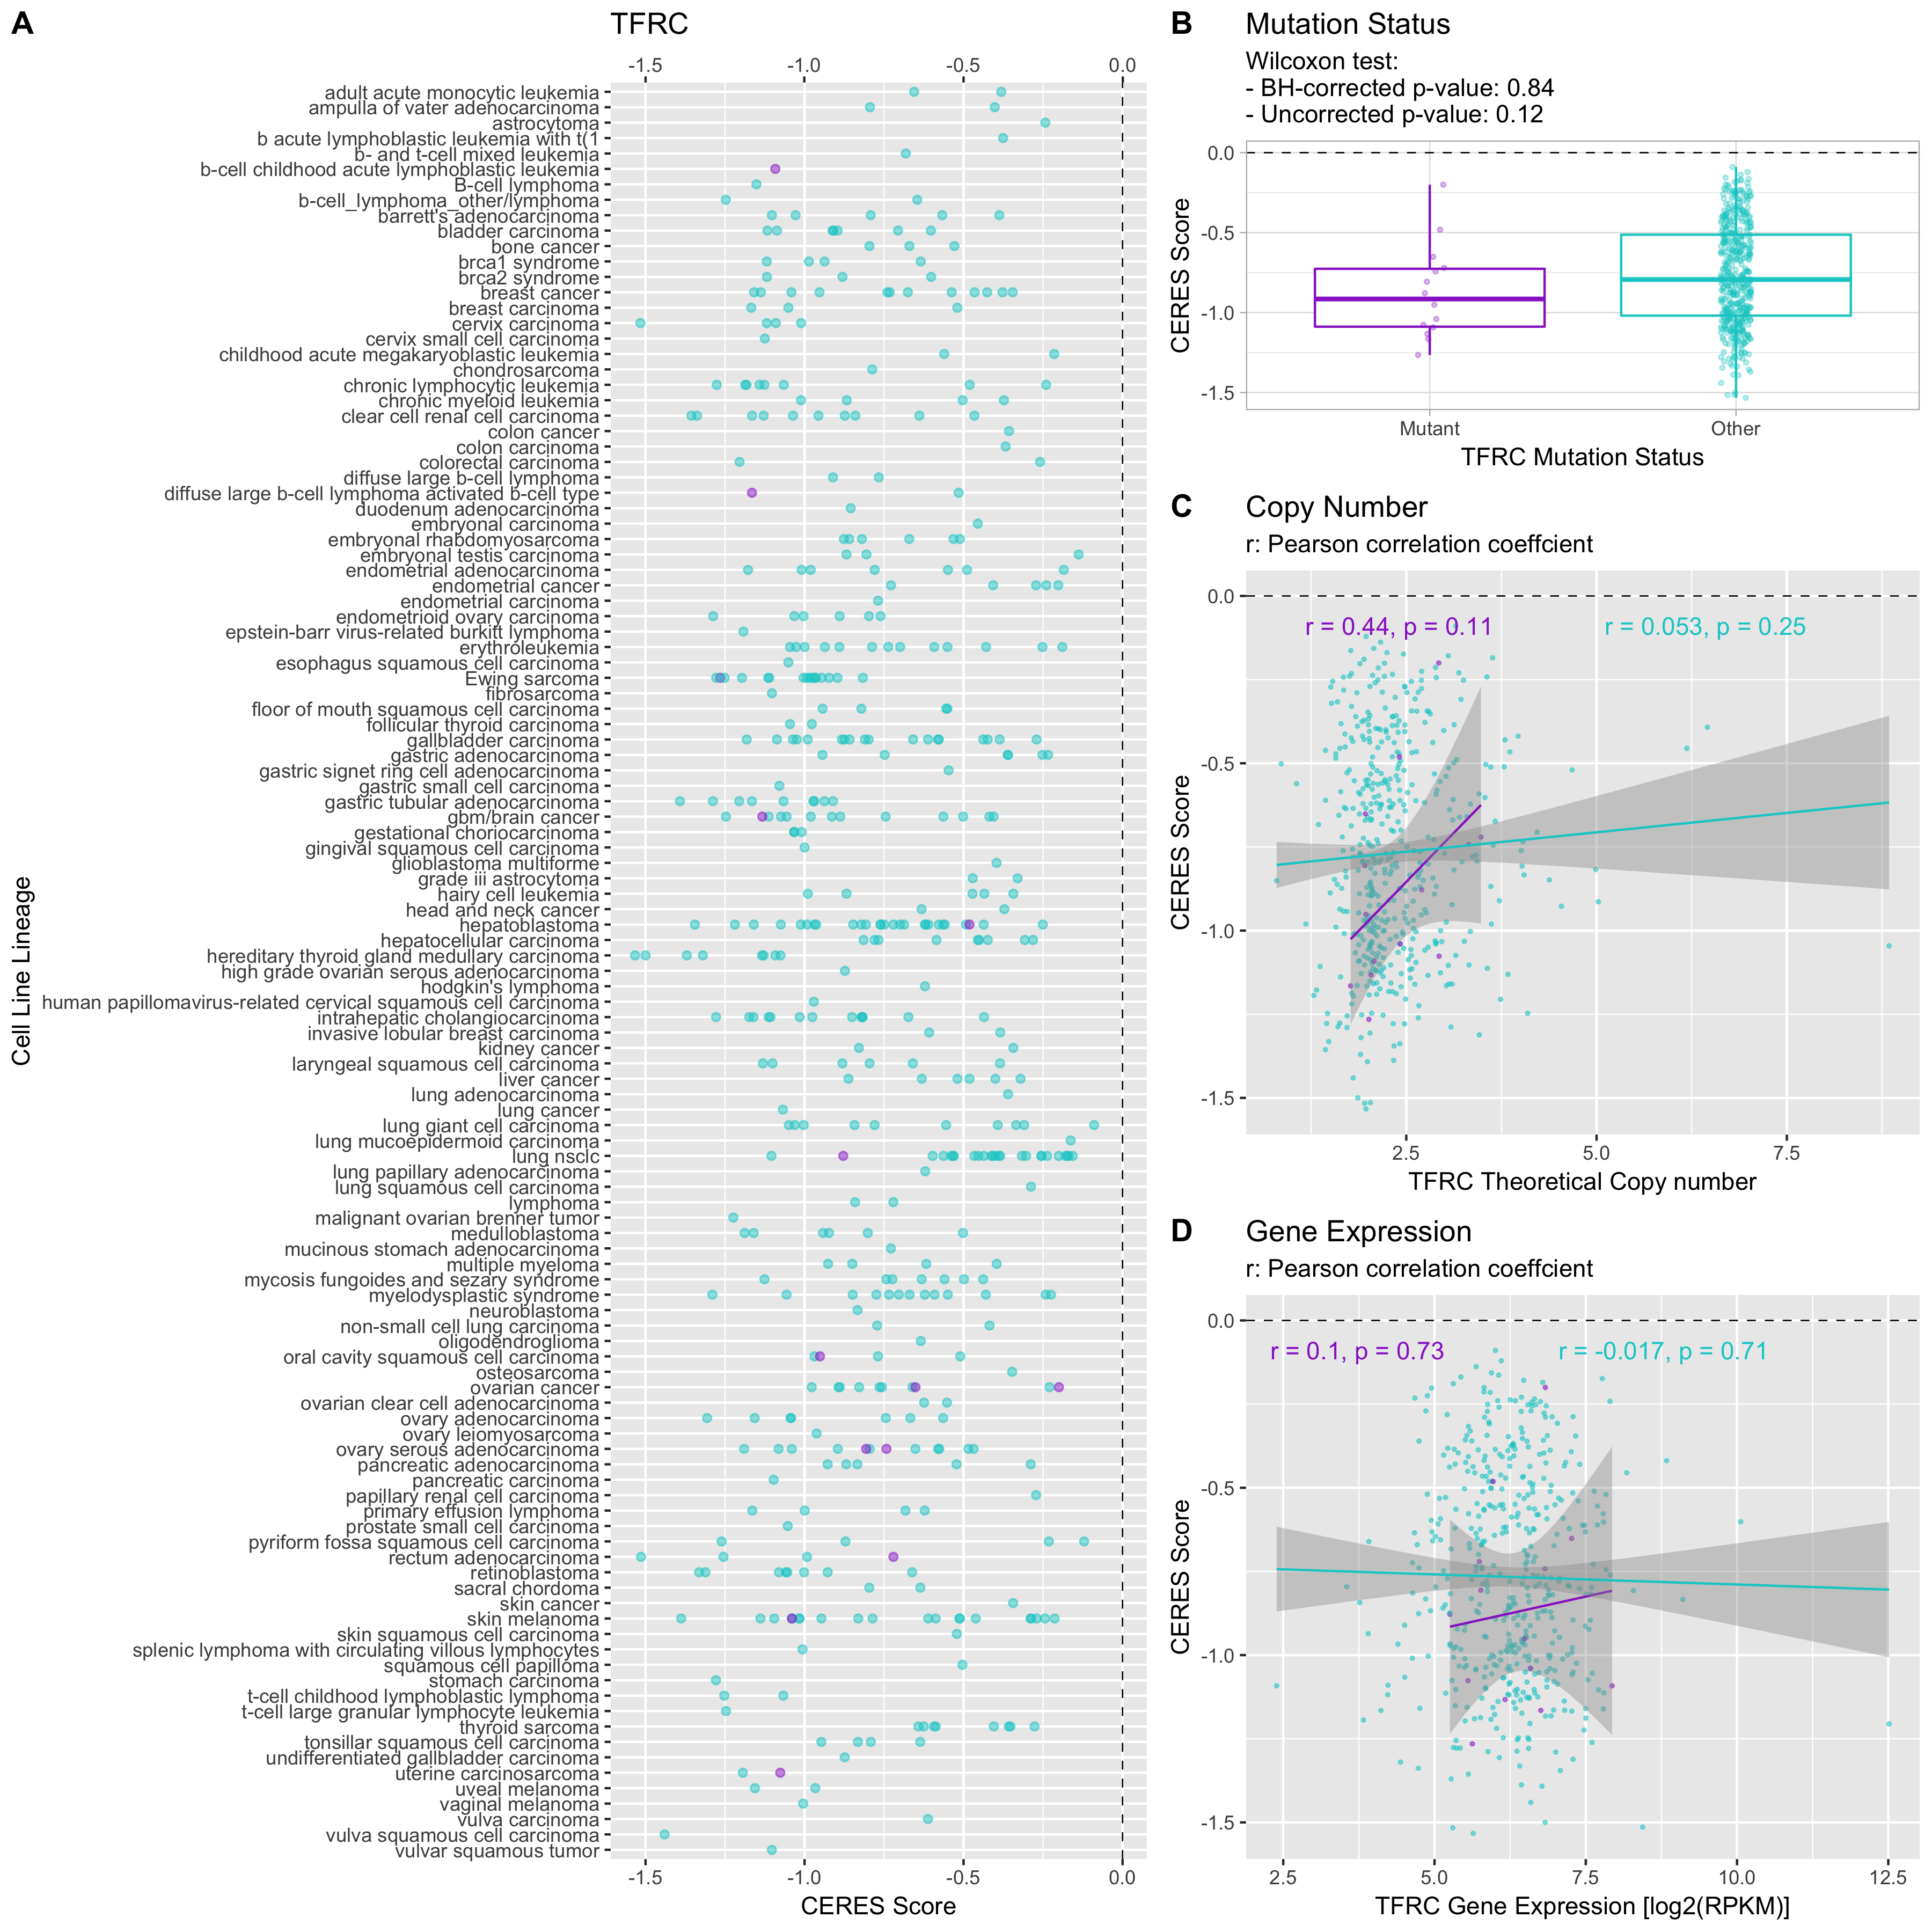 A
TFRC
-1.5 -1.0 -0.5 0.0
adult acute monocytic leukemia
ampulla of vater adenocarcinoma
astrocytoma
b acute lymphoblastic leukemia with t(1
b- and t-cell mixed leukemia
b-cell childhood acute lymphoblastic leukemia
B-cell lymphoma
b-cell_lymphoma_other/lymphoma
barrett's adenocarcinoma
bladder carcinoma
bone cancer
brca1 syndrome
brca2 syndrome
breast cancer
breast carcinoma
cervix carcinoma
cervix small cell carcinoma
childhood acute megakaryoblastic leukemia
chondrosarcoma
chronic lymphocytic leukemia
chronic myeloid leukemia
clear cell renal cell carcinoma
colon cancer
colon carcinoma
colorectal carcinoma
diffuse large b-cell lymphoma
diffuse large b-cell lymphoma activated b-cell type
duodenum adenocarcinoma
embryonal carcinoma
embryonal rhabdomyosarcoma
embryonal testis carcinoma
endometrial adenocarcinoma
endometrial cancer
endometrial carcinoma
endometrioid ovary carcinoma
epstein-barr virus-related burkitt lymphoma
erythroleukemia
esophagus squamous cell carcinoma
Ewing sarcoma
fibrosarcoma
floor of mouth squamous cell carcinoma
follicular thyroid carcinoma
gallbladder carcinoma
gastric adenocarcinoma
gastric signet ring cell adenocarcinoma
gastric small cell carcinoma
gastric tubular adenocarcinoma
gbm/brain cancer
gestational choriocarcinoma
gingival squamous cell carcinoma
glioblastoma multiforme
grade iii astrocytoma
hairy cell leukemia
head and neck cancer
hepatoblastoma
hepatocellular carcinoma
hereditary thyroid gland medullary carcinoma
high grade ovarian serous adenocarcinoma
hodgkin's lymphoma
human papillomavirus-related cervical squamous cell carcinoma
intrahepatic cholangiocarcinoma
invasive lobular breast carcinoma
kidney cancer
laryngeal squamous cell carcinoma
liver cancer
lung adenocarcinoma
lung cancer
lung giant cell carcinoma
lung mucoepidermoid carcinoma
lung nsclc
lung papillary adenocarcinoma
lung squamous cell carcinoma
lymphoma
malignant ovarian brenner tumor
medulloblastoma
mucinous stomach adenocarcinoma
multiple myeloma
mycosis fungoides and sezary syndrome
myelodysplastic syndrome
neuroblastoma
non-small cell lung carcinoma
oligodendroglioma
oral cavity squamous cell carcinoma
osteosarcoma
ovarian cancer
ovarian clear cell adenocarcinoma
ovary adenocarcinoma
ovary leiomyosarcoma
ovary serous adenocarcinoma
pancreatic adenocarcinoma
pancreatic carcinoma
papillary renal cell carcinoma
primary effusion lymphoma
prostate small cell carcinoma
pyriform fossa squamous cell carcinoma
rectum adenocarcinoma
retinoblastoma
sacral chordoma
skin cancer
skin melanoma
skin squamous cell carcinoma
splenic lymphoma with circulating villous lymphocytes
squamous cell papilloma
stomach carcinoma
t-cell childhood lymphoblastic lymphoma
t-cell large granular lymphocyte leukemia
thyroid sarcoma
tonsillar squamous cell carcinoma
undifferentiated gallbladder carcinoma
uterine carcinosarcoma
uveal melanoma
vaginal melanoma
vulva carcinoma
vulva squamous cell carcinoma
vulvar squamous tumor
-1.5 -1.0 -0.5 0.0
CERES Score
Cell Line Lineage
B
Mutation Status
Wilcoxon test:
- BH-corrected p-value: 0.84
- Uncorrected p-value: 0.12
0.0
-0.5
-1.0
-1.5
CERES Score
Mutant Other
TFRC Mutation Status
C
Copy Number
r: Pearson correlation coeffcient
r = 0.44, p = 0.11 r = 0.053, p = 0.25
0.0
-0.5
-1.0
-1.5
CERES Score
2.5 5.0 7.5
TFRC Theoretical Copy number
D
Gene Expression
r: Pearson correlation coeffcient
r = 0.1, p = 0.73 r = -0.017, p = 0.71
0.0
-0.5
-1.0
-1.5
CERES Score
2.5 5.0 7.5 10.0 12.5
TFRC Gene Expression [log2(RPKM)]